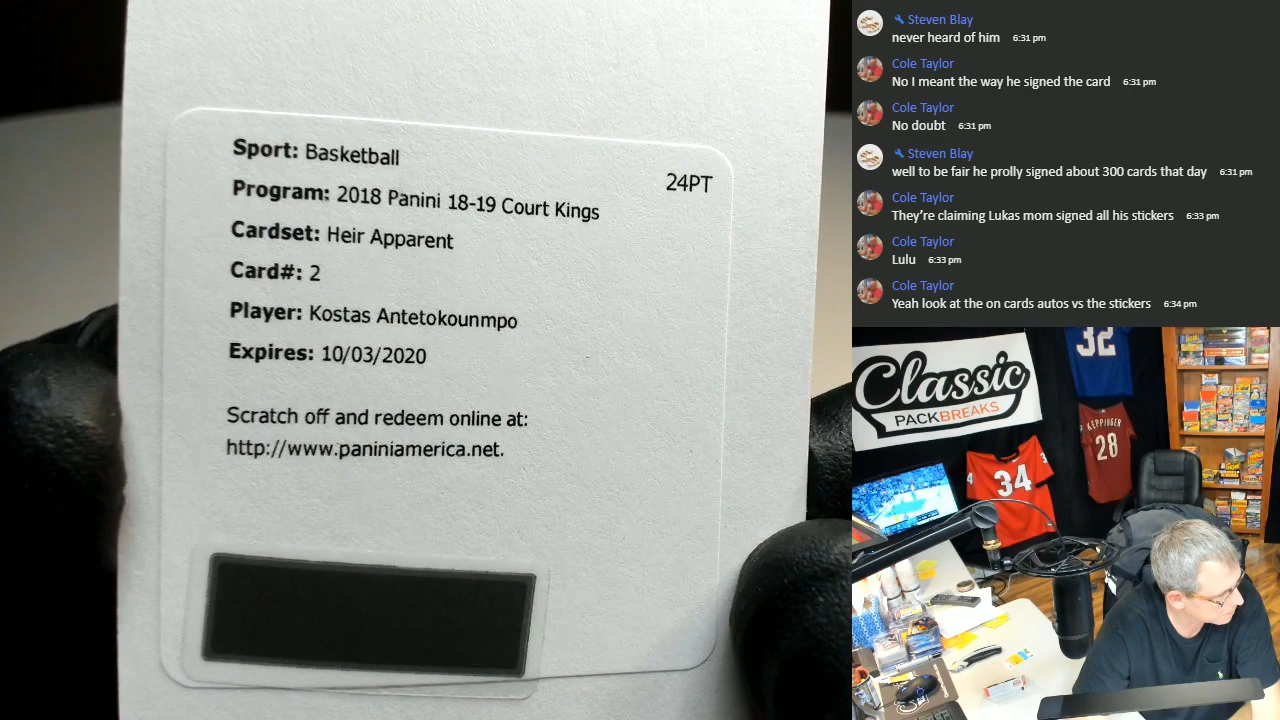 Sport: Basketball
24PT
Program: 2018 Panini 18-19 Court Kings
Cardset: Heir Apparent
Card#: 2
Player: Kostas Antetokounmpo
Expires: 10/03/2020
Scratch off and redeem online at:
http://www.paniniamerica.net.
Steven Blay
never heard of him 6:31 pm
Cole Taylor
No I meant the way he signed the card 6:31 pm
Cole Taylor
No doubt 6:31 pm
Steven Blay
well to be fair he prolly signed about 300 cards that day 6:31 pm
Cole Taylor
They're claiming Lukas mom signed all his stickers 6:33 pm
Cole Taylor
Lulu 6:33 pm
Cole Taylor
Yeah look at the on cards autos vs the stickers 6:34 pm
32
Classic
PACKBREAKS
KEPPINGER
28
34